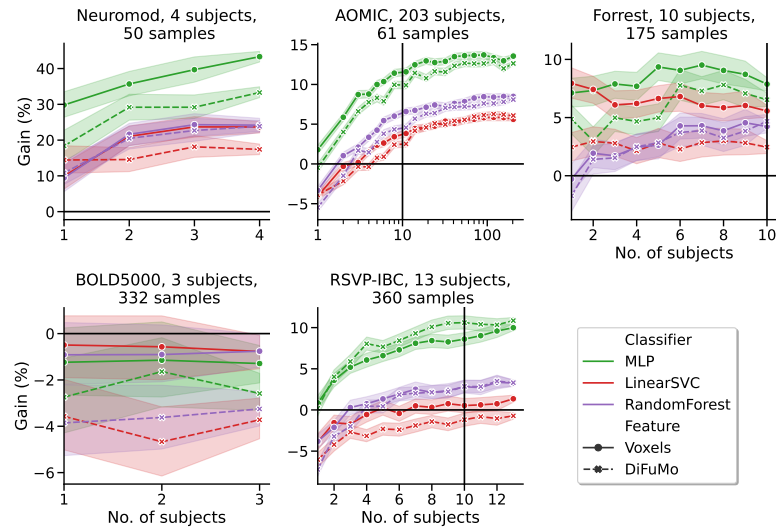 Neuromod, 4 subjects,
50 samples
AOMIC, 203 subjects,
61 samples
Forrest, 10 subjects,
175 samples
Gain (%)
40
30
20
10
0
1
2
3
4
15
10
5
0
−5
1
10
100
10
5
0
2
4
6
8
10
No. of subjects
BOLD5000, 3 subjects,
332 samples
RSVP-IBC, 13 subjects,
360 samples
Gain (%)
0
−2
−4
−6
1
2
3
No. of subjects
10
5
0
−5
2
4
6
8
10
12
No. of subjects
Classifier
MLP
LinearSVC
RandomForest
Feature
Voxels
DiFuMo